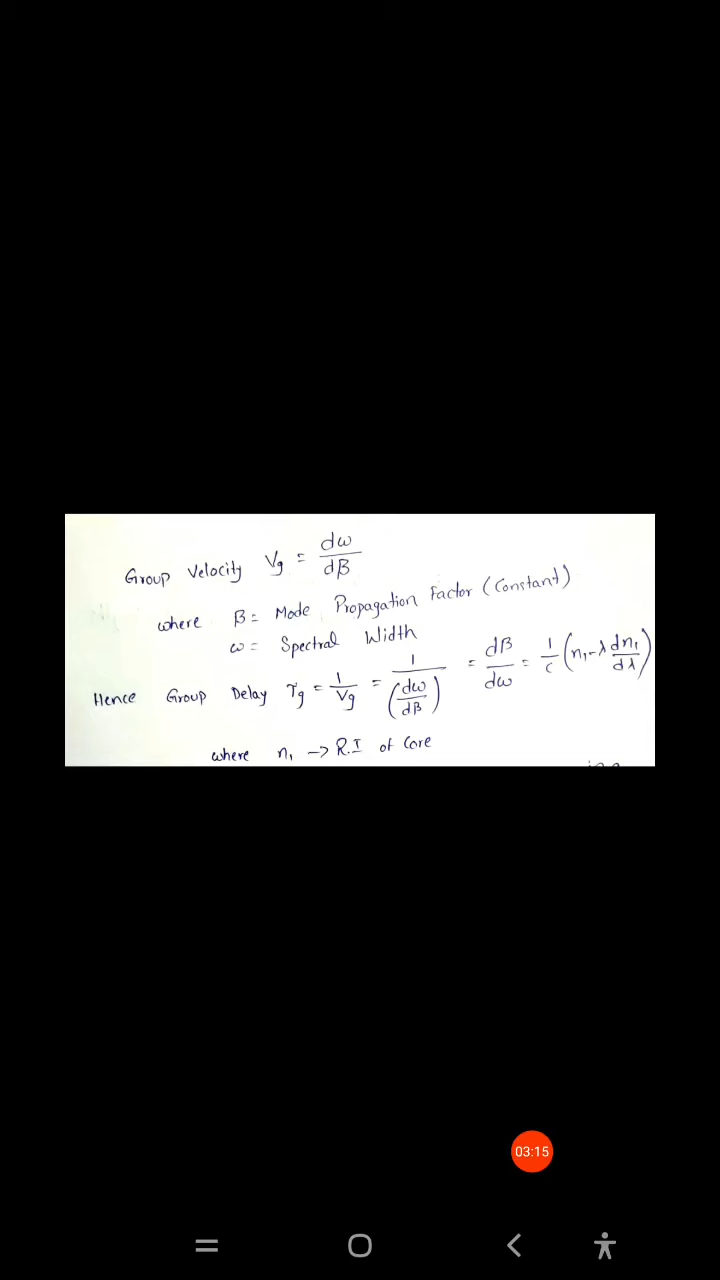 Group Velocity Vg = dω/dβ
where β = Mode Propagation Factor (Constant)
ω = Spectral Width
Hence Group Delay τg = 1/Vg = 1/(dω/dβ) = dβ/dω = 1/c (n₁-λ dn₁/dλ)
where n₁ -> R.I of Core
03:15